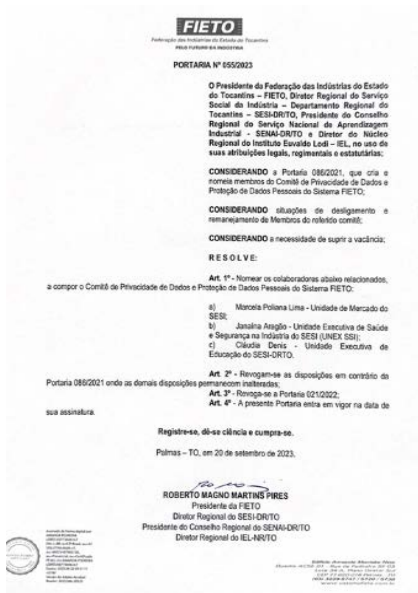 FIETO
Federação das Indústrias do Estado do Tocantins
PELO FUTURO DA INDÚSTRIA
PORTARIA Nº 055/2023
O Presidente da Federação das Indústrias do Estado
do Tocantins – FIETO, Diretor Regional do Serviço
Social da Indústria – Departamento Regional do
Tocantins – SESI-DR/TO, Presidente do Conselho
Regional do Serviço Nacional de Aprendizagem
Industrial - SENAI-DR/TO e Diretor do Núcleo
Regional do Instituto Euvaldo Lodi – IEL, no uso de
suas atribuições legais, regimentais e estatutárias;
CONSIDERANDO a Portaria 086/2021, que cria e
nomeia membros do Comitê de Privacidade de Dados e
Proteção de Dados Pessoais do Sistema FIETO;
CONSIDERANDO situações de desligamento e
remanejamento de Membros do referido comitê;
CONSIDERANDO a necessidade de suprir a vacância;
R E S O L V E:
Art. 1º - Nomear os colaboradores abaixo relacionados,
a compor o Comitê de Privacidade de Dados e Proteção de Dados Pessoais do Sistema FIETO:
a) Marcela Poliana Lima - Unidade de Mercado do
SESI;
b) Janaína Aragão - Unidade Executiva de Saúde
e Segurança na Indústria do SESI (UNEX SSI);
c) Cláudia Denis - Unidade Executiva de
Educação do SESI-DRTO.
Art. 2º - Revogam-se as disposições em contrário da
Portaria 086/2021 onde as demais disposições permanecem inalteradas;
Art. 3º - Revoga-se a Portaria 021/2022;
Art. 4º - A presente Portaria entra em vigor na data de
sua assinatura.
Registre-se, dê-se ciência e cumpra-se.
Palmas – TO, em 20 de setembro de 2023.
ROBERTO MAGNO MARTINS PIRES
Presidente da FIETO
Diretor Regional do SESI-DR/TO
Presidente do Conselho Regional do SENAI-DR/TO
Diretor Regional do IEL-NR/TO